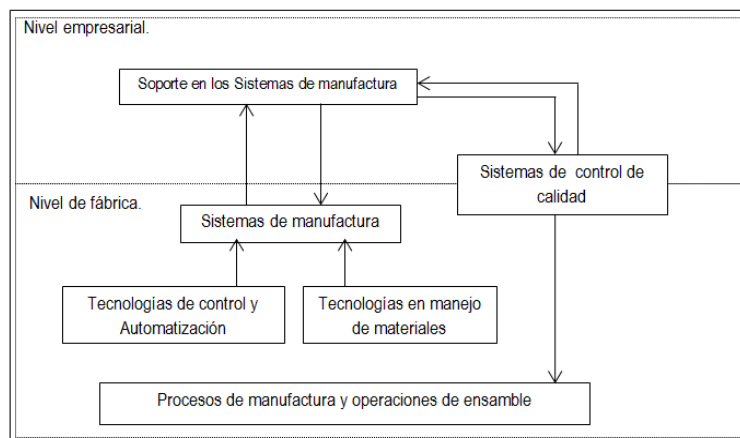 Nivel empresarial.
Soporte en los Sistemas de manufactura
Sistemas de control de
calidad
Nivel de fábrica.
Sistemas de manufactura
Tecnologías de control y
Automatización
Tecnologías en manejo
de materiales
Procesos de manufactura y operaciones de ensamble